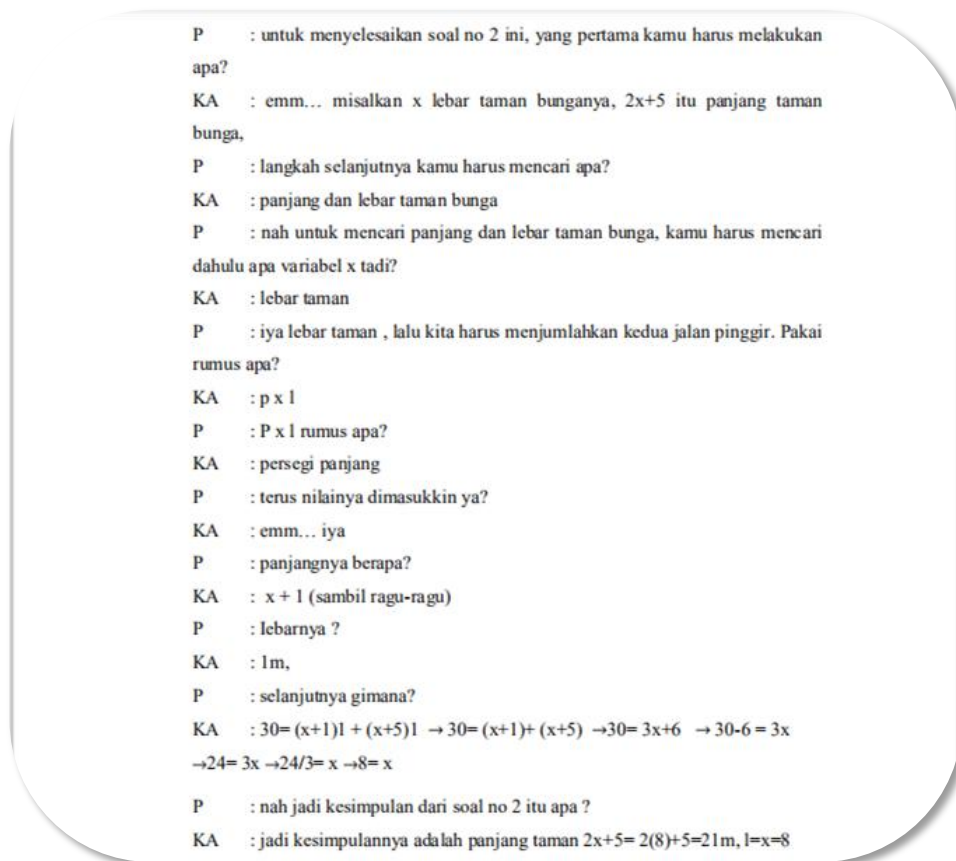 P : untuk menyelesaikan soal no 2 ini, yang pertama kamu harus melakukan
apa?
KA : emm… misalkan x lebar taman bunganya, 2x+5 itu panjang taman
bunga,
P : langkah selanjutnya kamu harus mencari apa?
KA : panjang dan lebar taman bunga
P : nah untuk mencari panjang dan lebar taman bunga, kamu harus mencari
dahulu apa variabel x tadi?
KA : lebar taman
P : iya lebar taman , lalu kita harus menjumlahkan kedua jalan pinggir. Pakai
rumus apa?
KA : p x l
P : P x l rumus apa?
KA : persegi panjang
P : terus nilainya dimasukkin ya?
KA : emm… iya
P : panjangnya berapa?
KA : x + 1 (sambil ragu-ragu)
P : lebarnya ?
KA : 1m,
P : selanjutnya gimana?
KA : 30= (x+1)1 + (x+5)1 → 30= (x+1)+ (x+5) →30= 3x+6 → 30-6 = 3x
→24= 3x →24/3= x →8= x
P : nah jadi kesimpulan dari soal no 2 itu apa ?
KA : jadi kesimpulannya adalah panjang taman 2x+5= 2(8)+5=21m, l=x=8